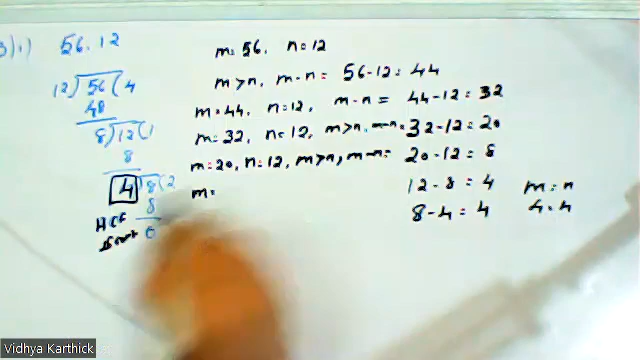 3) 1) 56, 12
12) 56 ( 4
48
8) 12 ( 1
8
4) 8 ( 2
8
0
HCF
m = 56, n = 12
m > n, m - n = 56 - 12 = 44
m = 44, n = 12, m - n = 44 - 12 = 32
m = 32, n = 12, m > n, m - n = 32 - 12 = 20
m = 20, n = 12, m > n, m - n = 20 - 12 = 8
m =
12 - 8 = 4 m = n
8 - 4 = 4 4 = 4
Vidhya Karthick